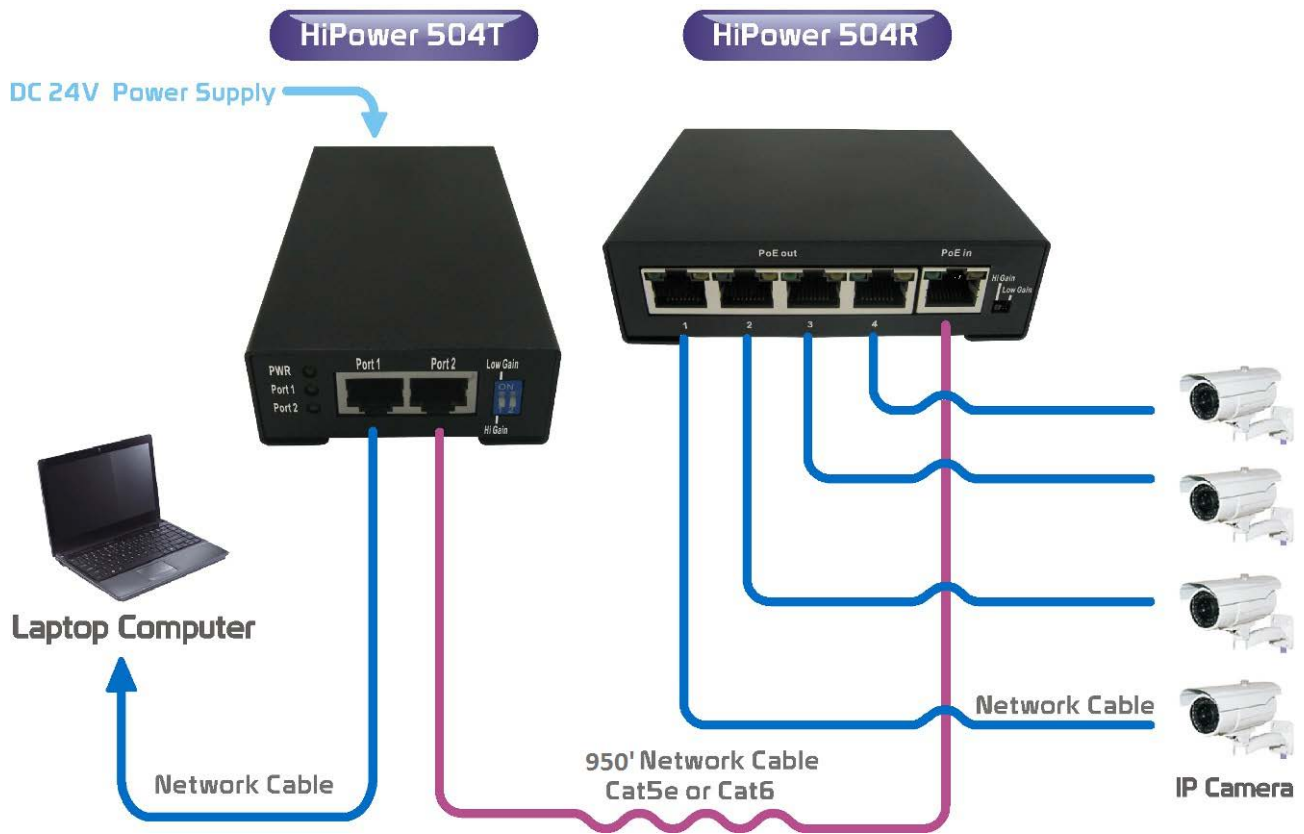 HiPower 504T
HiPower 504R
DC 24V Power Supply
PoE out
PoE in
Hi Gain
Low Gain
1
2
3
4
PWR
Port 1
Port 2
Port 1
Port 2
Low Gain
ON
Hi Gain
Laptop Computer
Network Cable
950' Network Cable
Cat5e or Cat6
Network Cable
IP Camera